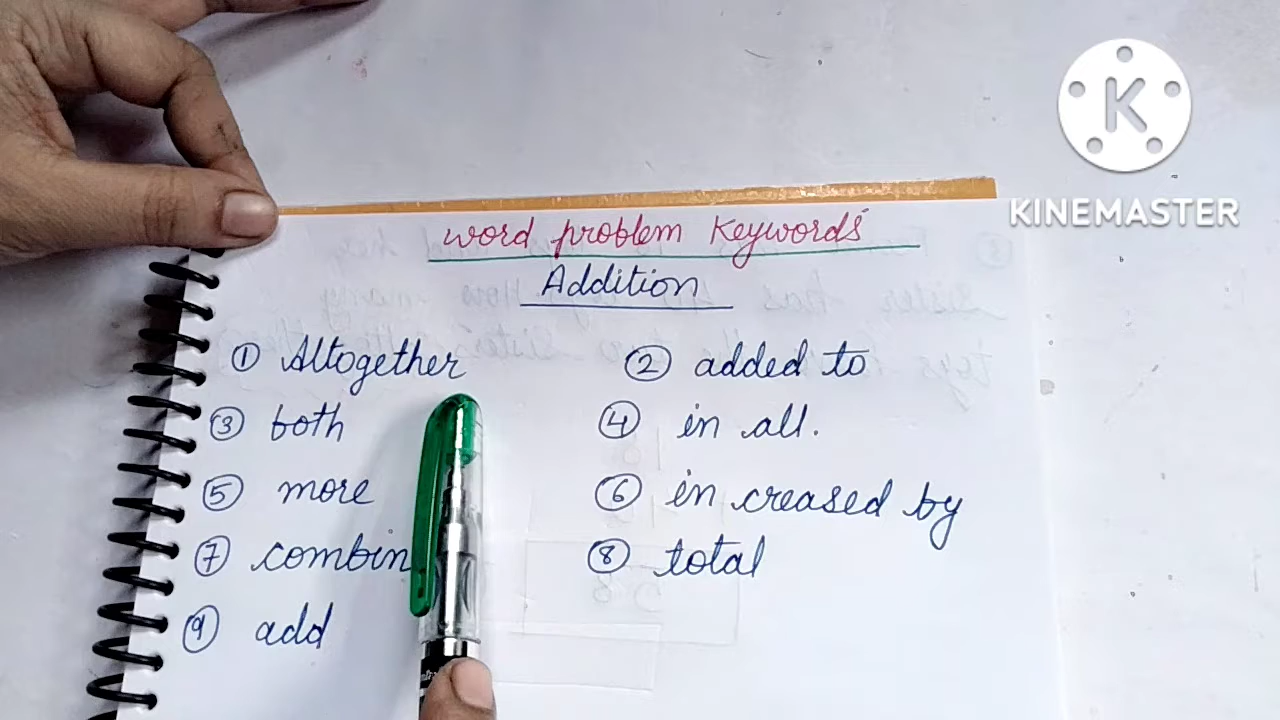 KINEMASTER
word problem Keywords
Addition
① Altogether ② added to
③ both ④ in all.
⑤ more ⑥ in creased by
⑦ combin ⑧ total
⑨ add